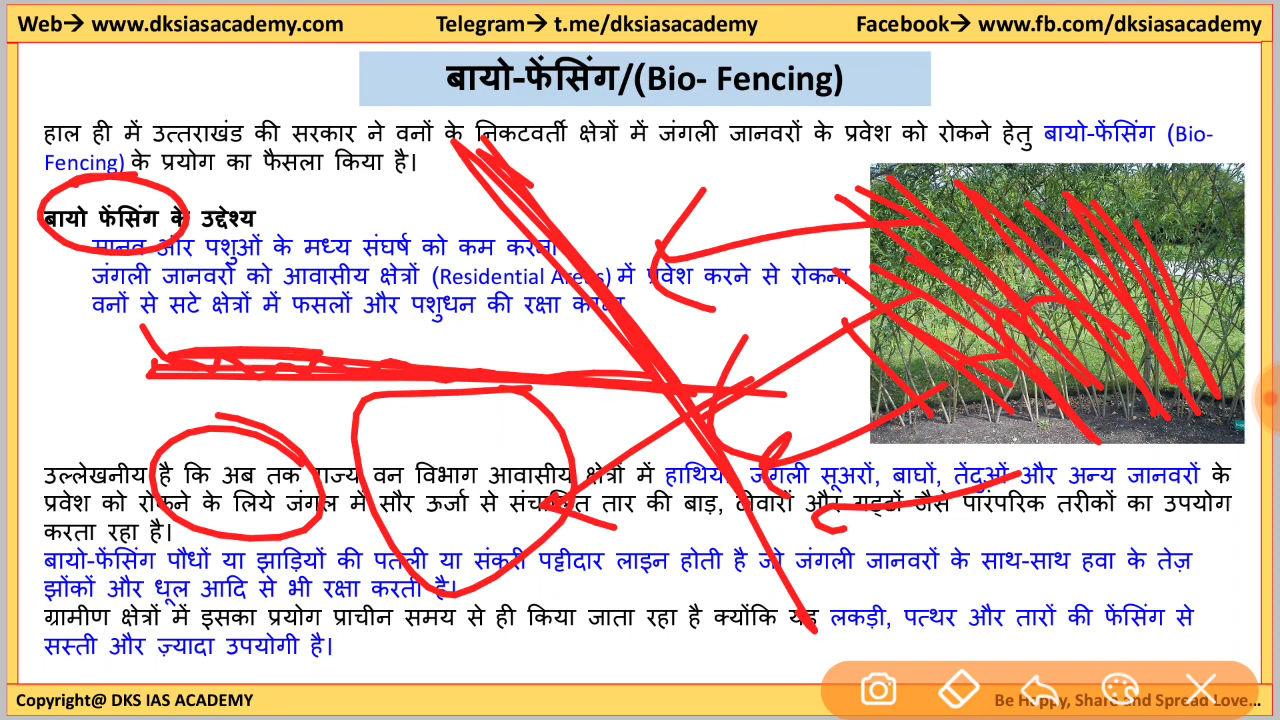 Web→ www.dksiasacademy.com Telegram→ t.me/dksiasacademy Facebook→ www.fb.com/dksiasacademy
बायो-फेंसिंग/(Bio- Fencing)
हाल ही में उत्तराखंड की सरकार ने वनों के निकटवर्ती क्षेत्रों में जंगली जानवरों के प्रवेश को रोकने हेतु बायो-फेंसिंग (Bio-
Fencing) के प्रयोग का फैसला किया है।
बायो फेंसिंग के उद्देश्य
मानव और पशुओं के मध्य संघर्ष को कम करना
जंगली जानवरों को आवासीय क्षेत्रों (Residential Areas) में प्रवेश करने से रोकना
वनों से सटे क्षेत्रों में फसलों और पशुधन की रक्षा करना
उल्लेखनीय है कि अब तक राज्य वन विभाग आवासीय क्षेत्रों में हाथियों, जंगली सूअरों, बाघों, तेंदुओं और अन्य जानवरों के
प्रवेश को रोकने के लिये जंगल में सौर ऊर्जा से संचालित तार की बाड़, दीवारों और गड्ढों जैसे पारंपरिक तरीकों का उपयोग
करता रहा है।
बायो-फेंसिंग पौधों या झाड़ियों की पतली या संकरी पट्टीदार लाइन होती है जो जंगली जानवरों के साथ-साथ हवा के तेज़
झोंकों और धूल आदि से भी रक्षा करती है।
ग्रामीण क्षेत्रों में इसका प्रयोग प्राचीन समय से ही किया जाता रहा है क्योंकि यह लकड़ी, पत्थर और तारों की फेंसिंग से
सस्ती और ज़्यादा उपयोगी है।
Copyright@ DKS IAS ACADEMY Be Happy, Share and Spread Love…